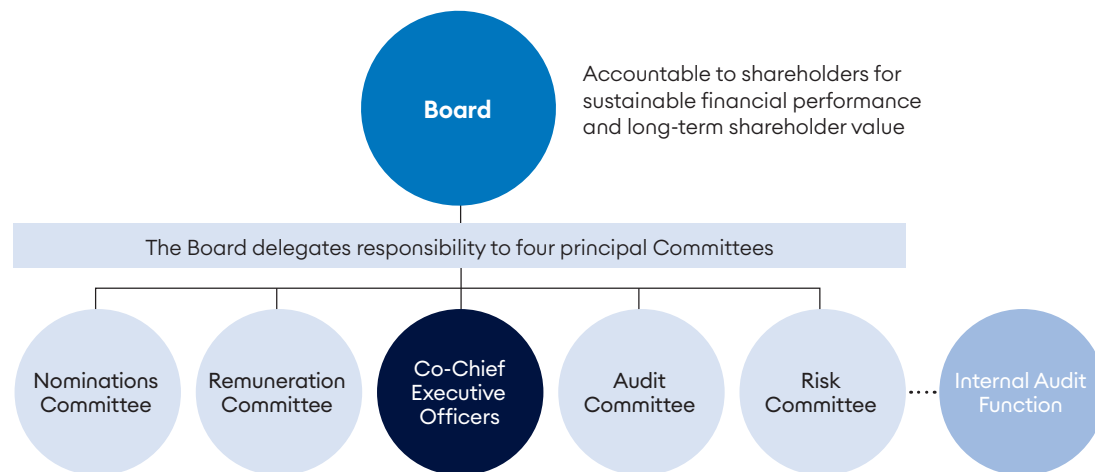 Board
Accountable to shareholders for
sustainable financial performance
and long-term shareholder value
The Board delegates responsibility to four principal Committees
Nominations
Committee
Remuneration
Committee
Co-Chief
Executive
Officers
Audit
Committee
Risk
Committee
Internal Audit
Function